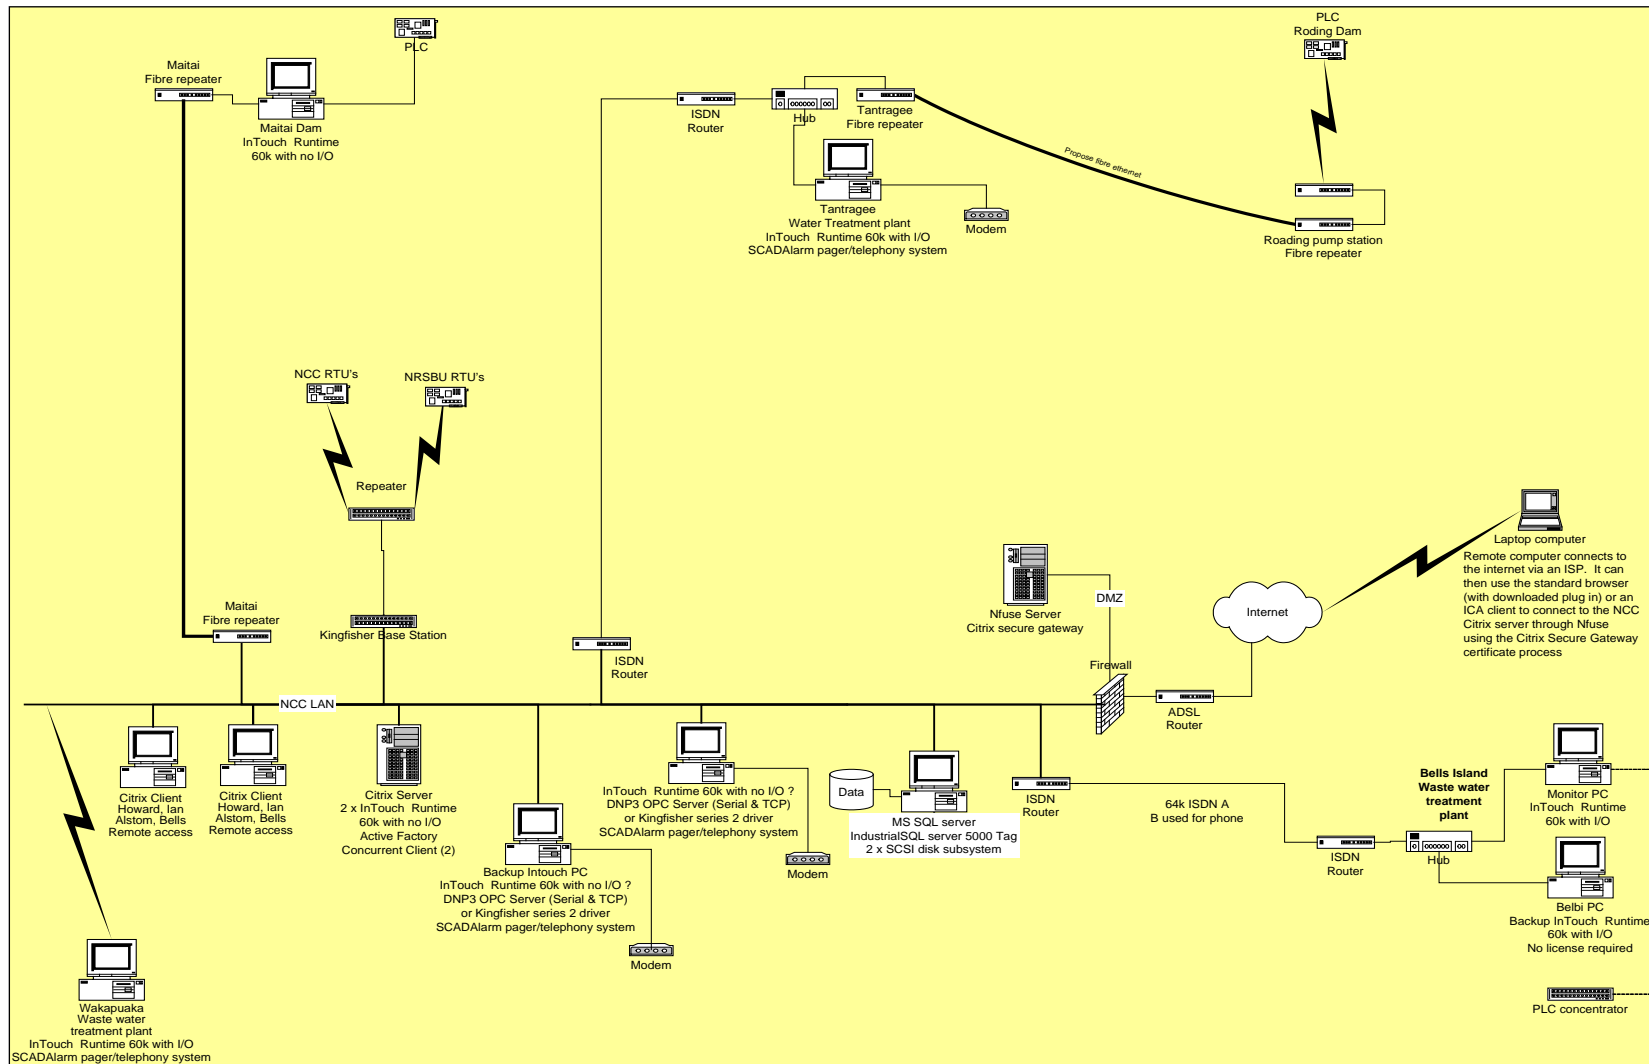 PLC
Maitai
Fibre repeater
Maitai Dam
InTouch Runtime
60k with no I/O
ISDN
Router
Hub
Tantragee
Fibre repeater
Propose fibre ethernet
PLC
Roding Dam
Tantragee
Water Treatment plant
InTouch Runtime 60k with I/O
SCADAlarm pager/telephony system
Modem
Roading pump station
Fibre repeater
NCC RTU's
NRSBU RTU's
Repeater
Kingfisher Base Station
Maitai
Fibre repeater
ISDN
Router
Nfuse Server
Citrix secure gateway
DMZ
Firewall
ADSL
Router
Internet
Laptop computer
Remote computer connects to
the internet via an ISP. It can
then use the standard browser
(with downloaded plug in) or an
ICA client to connect to the NCC
Citrix server through Nfuse
using the Citrix Secure Gateway
certificate process
NCC LAN
Citrix Client
Howard, Ian
Alstom, Bells
Remote access
Citrix Client
Howard, Ian
Alstom, Bells
Remote access
Citrix Server
2 x InTouch Runtime
60k with no I/O
Active Factory
Concurrent Client (2)
Backup Intouch PC
InTouch Runtime 60k with no I/O ?
DNP3 OPC Server (Serial & TCP)
or Kingfisher series 2 driver
SCADAlarm pager/telephony system
Modem
InTouch Runtime 60k with no I/O ?
DNP3 OPC Server (Serial & TCP)
or Kingfisher series 2 driver
SCADAlarm pager/telephony system
Modem
Data
MS SQL server
IndustrialSQL server 5000 Tag
2 x SCSI disk subsystem
ISDN
Router
64k ISDN A
B used for phone
ISDN
Router
Bells Island
Waste water
treatment
plant
Hub
Monitor PC
InTouch Runtime
60k with I/O
Belbi PC
Backup InTouch Runtime
60k with I/O
No license required
PLC concentrator
Wakapuaka
Waste water
treatment plant
InTouch Runtime 60k with I/O
SCADAlarm pager/telephony system